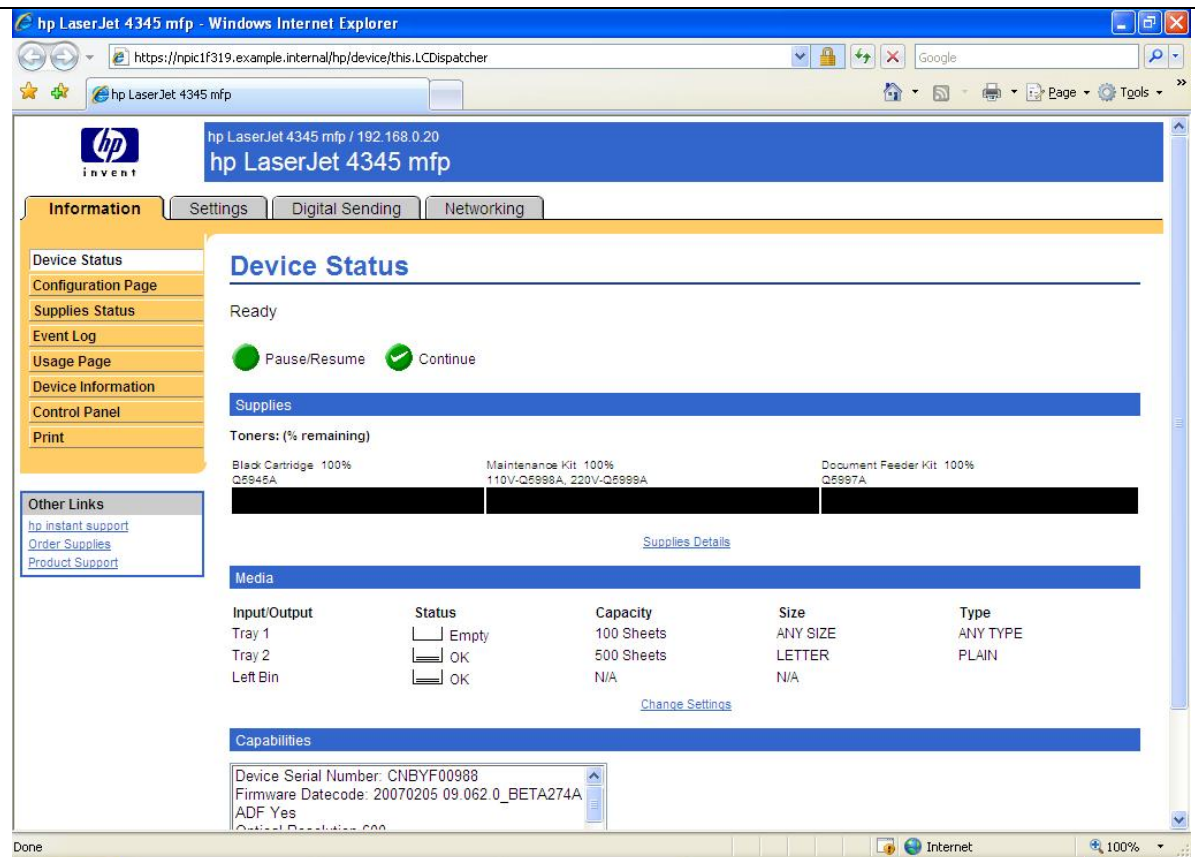 hp LaserJet 4345 mfp - Windows Internet Explorer
https://npic1f319.example.internal/hp/device/this.LCDispatcher
Google
hp LaserJet 4345 mfp
Page
Tools
hp
invent
hp LaserJet 4345 mfp / 192.168.0.20
hp LaserJet 4345 mfp
Information
Settings
Digital Sending
Networking
Device Status
Configuration Page
Supplies Status
Event Log
Usage Page
Device Information
Control Panel
Print
Other Links
hp instant support
Order Supplies
Product Support
Device Status
Ready
Pause/Resume
Continue
Supplies
Toners: (% remaining)
Black Cartridge 100% Maintenance Kit 100% Document Feeder Kit 100%
Q5945A 110V-Q5998A, 220V-Q5999A Q5997A
Supplies Details
Media
Input/Output Status Capacity Size Type
Tray 1 Empty 100 Sheets ANY SIZE ANY TYPE
Tray 2 OK 500 Sheets LETTER PLAIN
Left Bin OK N/A N/A
Change Settings
Capabilities
Device Serial Number: CNBYF00988
Firmware Datecode: 20070205 09.062.0_BETA274A
ADF Yes
Optical Resolution 600
Done
Internet
100%